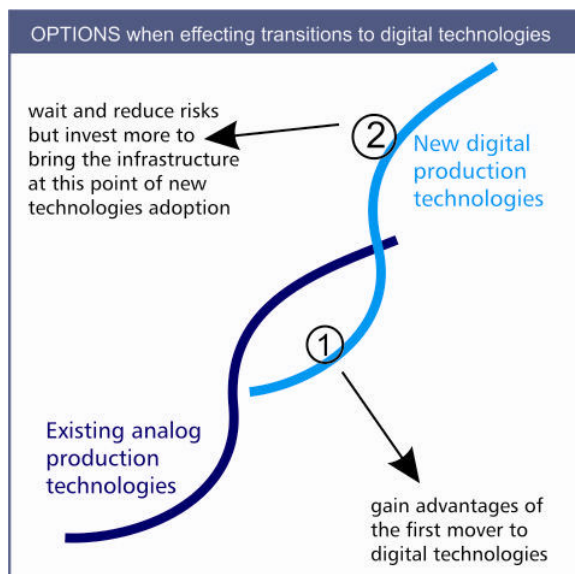 OPTIONS when effecting transitions to digital technologies
wait and reduce risks
but invest more to
bring the infrastructure
at this point of new
technologies adoption
2
New digital
production
technologies
1
Existing analog
production
technologies
gain advantages of
the first mover to
digital technologies